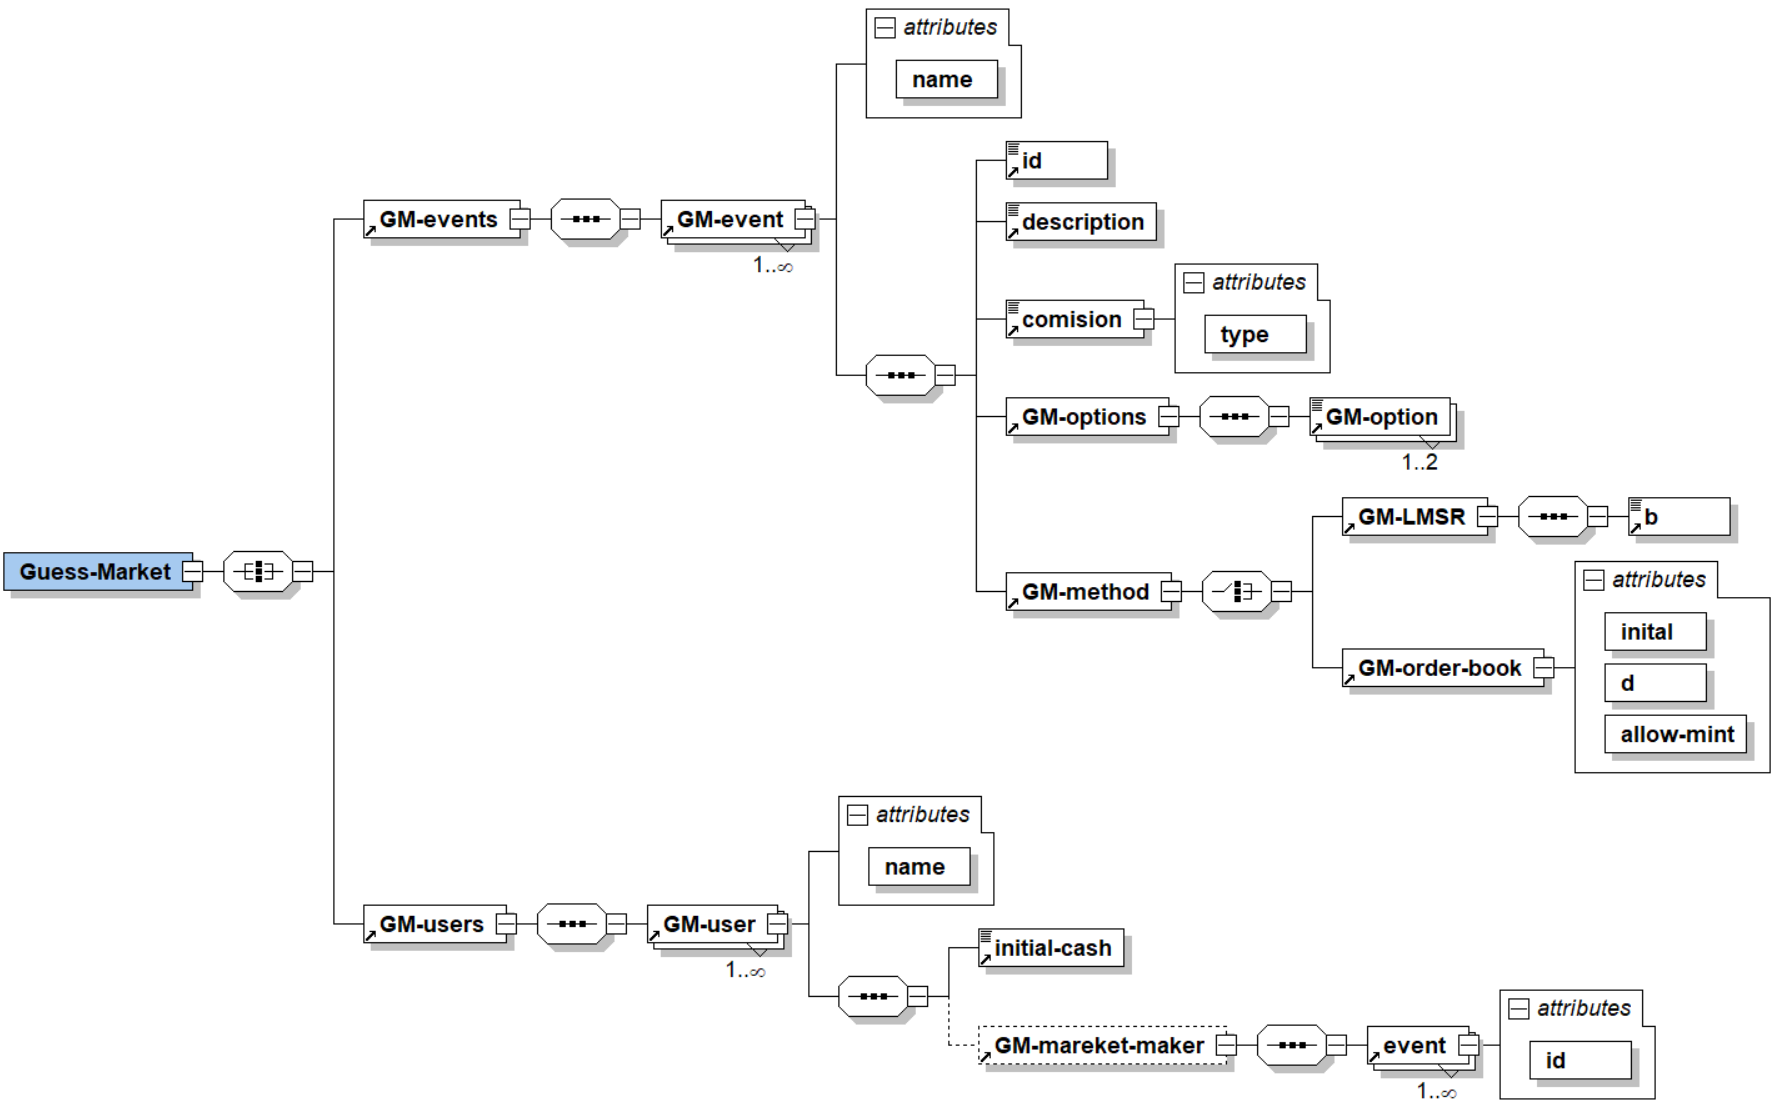 attributes
name
id
description
attributes
comision
type
GM-events
GM-event
1..∞
GM-options
GM-option
1..2
GM-LMSR
b
Guess-Market
GM-method
attributes
inital
GM-order-book
d
allow-mint
attributes
name
GM-users
GM-user
1..∞
initial-cash
attributes
GM-mareket-maker
event
id
1..∞